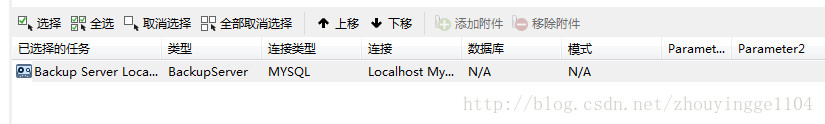 选择 全选 取消选择 全部取消选择 上移 下移 添加附件 移除附件
已选择的任务 类型 连接类型 连接 数据库 模式 Paramet... Parameter2
Backup Server Loca... BackupServer MYSQL Localhost My... N/A N/A
http://blog.csdn.net/zhouyingge1104